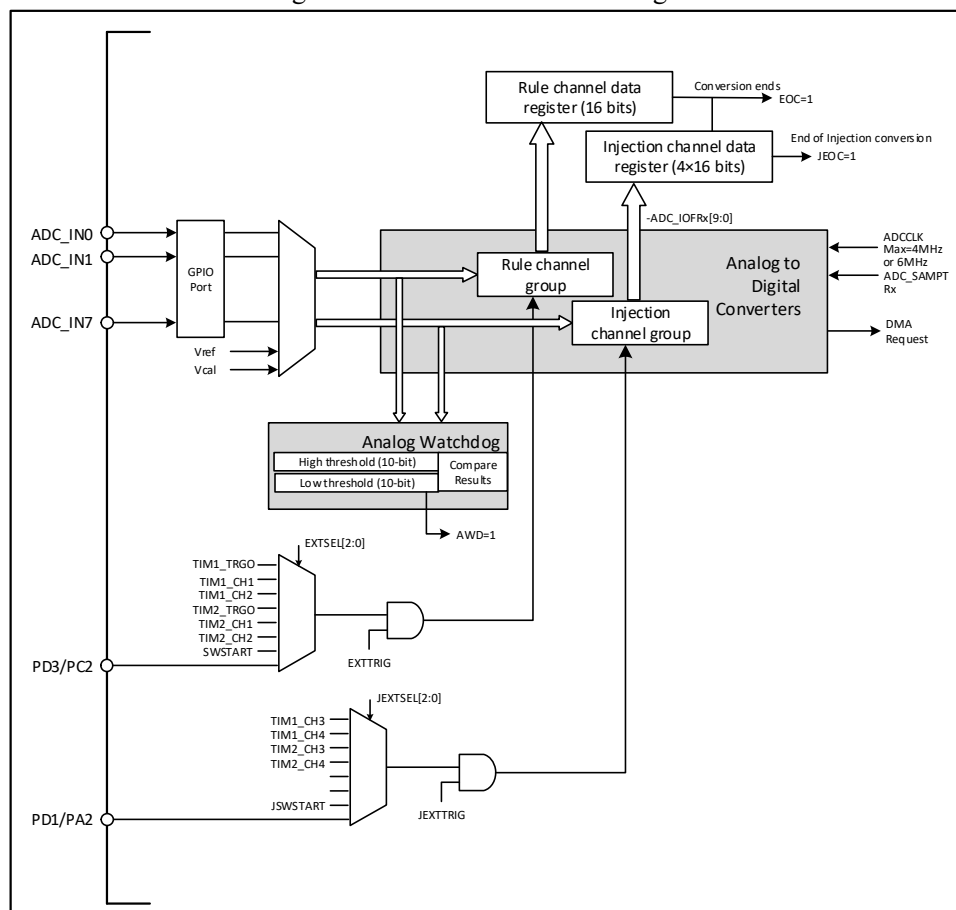 Rule channel data
register (16 bits)
Conversion ends
EOC=1
Injection channel data
register (4×16 bits)
End of Injection conversion
JEOC=1
-ADC_IOFRx[9:0]
ADC_IN0
ADC_IN1
ADC_IN7
GPIO
Port
Vref
Vcal
Rule channel
group
Injection
channel group
Analog to
Digital
Converters
ADCCLK
Max=4MHz
or 6MHz
ADC_SAMPT
Rx
DMA
Request
Analog Watchdog
High threshold (10-bit)
Low threshold (10-bit)
Compare
Results
AWD=1
EXTSEL[2:0]
TIM1_TRGO
TIM1_CH1
TIM1_CH2
TIM2_TRGO
TIM2_CH1
TIM2_CH2
SWSTART
PD3/PC2
EXTTRIG
JEXTSEL[2:0]
TIM1_CH3
TIM1_CH4
TIM2_CH3
TIM2_CH4
JSWSTART
PD1/PA2
JEXTTRIG